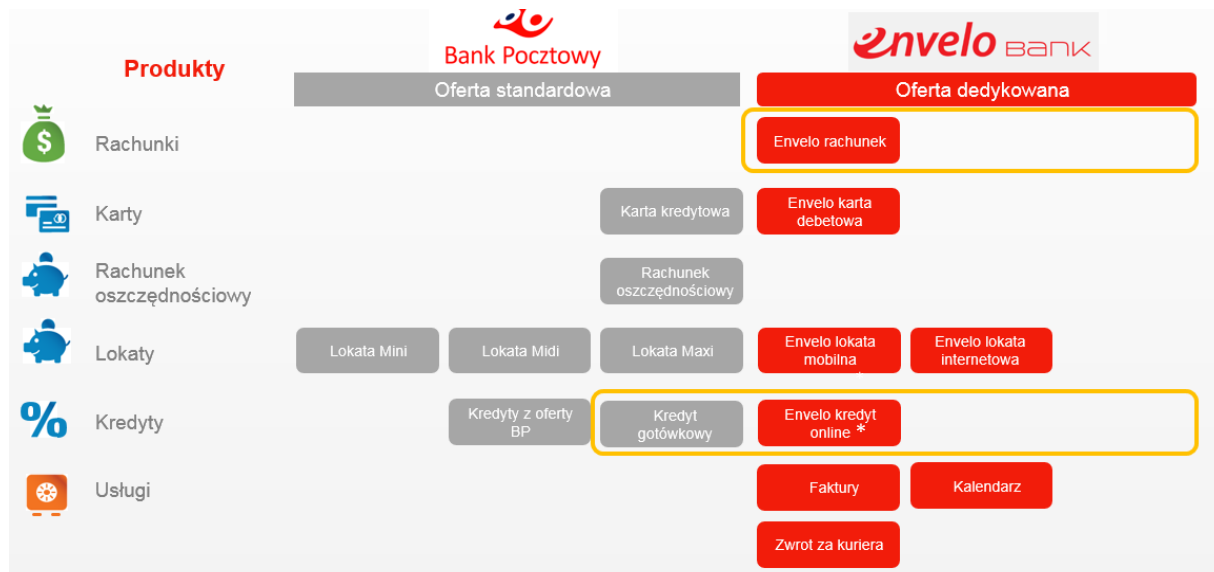 Bank Pocztowy
envelo BANK
Produkty
Oferta standardowa
Oferta dedykowana
$
Rachunki
Envelo rachunek
Karty
Karta kredytowa
Envelo karta
debetowa
Rachunek
oszczędnościowy
Rachunek
oszczędnościowy
Lokaty
Lokata Mini
Lokata Midi
Lokata Maxi
Envelo lokata
mobilna
Envelo lokata
internetowa
%
Kredyty
Kredyty z oferty
BP
Kredyt
gotówkowy
Envelo kredyt
online *
Usługi
Faktury
Kalendarz
Zwrot za kuriera